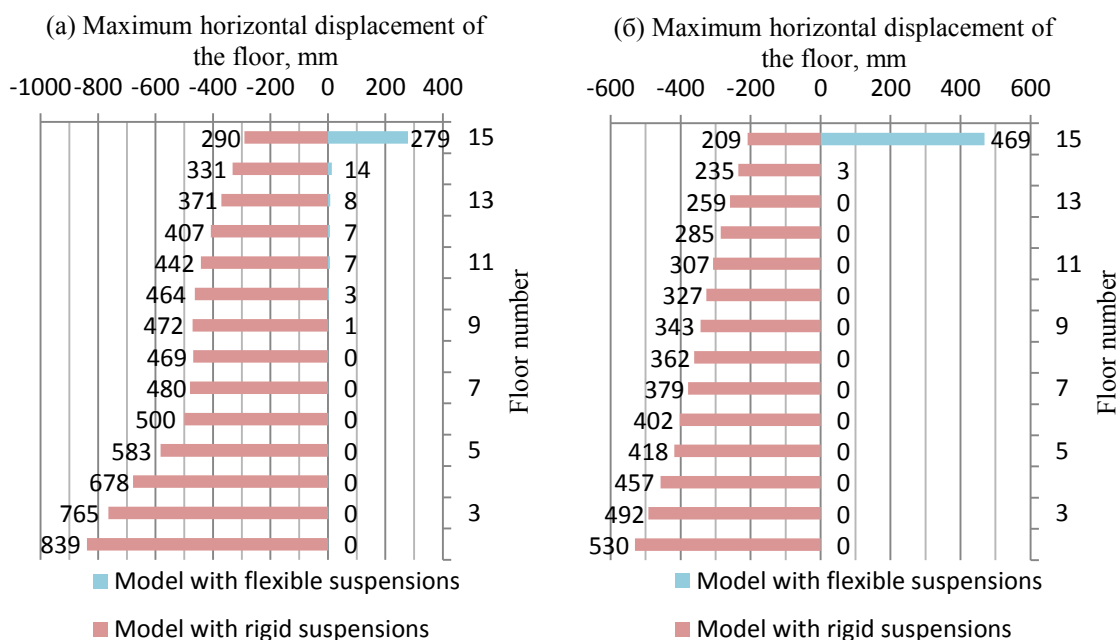 (а) Maximum horizontal displacement of
the floor, mm
-1000 -800 -600 -400 -200 0 200 400
290 279 15
331 14
371 8 13
407 7
442 7 11
464 3
472 1 9
469 0
480 0 7
500 0
583 0 5
678 0
765 0 3
839 0
Floor number
Model with flexible suspensions
Model with rigid suspensions
(б) Maximum horizontal displacement of
the floor, mm
-600 -400 -200 0 200 400 600
209 469 15
235 3
259 0 13
285 0
307 0 11
327 0
343 0 9
362 0
379 0 7
402 0
418 0 5
457 0
492 0 3
530 0
Floor number
Model with flexible suspensions
Model with rigid suspensions